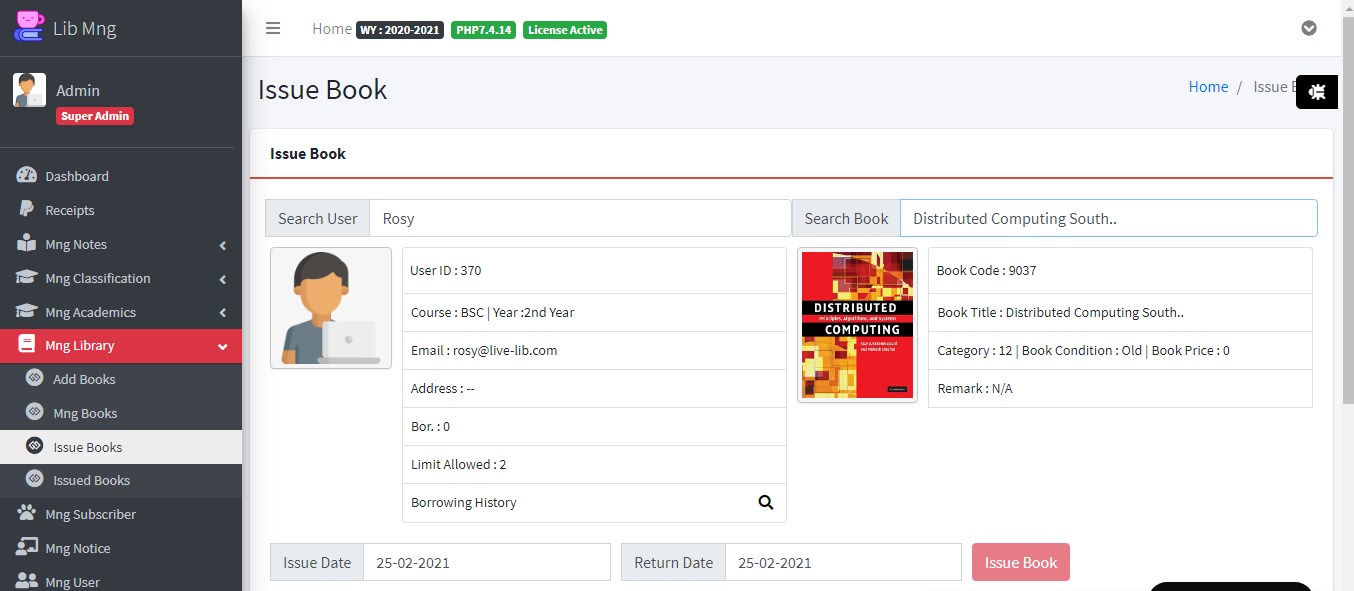 Lib Mng
Home WY : 2020-2021 PHP7.4.14 License Active
Admin
Super Admin
Dashboard
Receipts
Mng Notes
Mng Classification
Mng Academics
Mng Library
Add Books
Mng Books
Issue Books
Issued Books
Mng Subscriber
Mng Notice
Mng User
Issue Book
Home / Issue B
Issue Book
Search User Rosy
Search Book Distributed Computing South..
User ID : 370
Course : BSC | Year :2nd Year
Email : rosy@live-lib.com
Address : --
Bor. : 0
Limit Allowed : 2
Borrowing History
DISTRIBUTED
Principles, Algorithms, and Systems
COMPUTING
Book Code : 9037
Book Title : Distributed Computing South..
Category : 12 | Book Condition : Old | Book Price : 0
Remark : N/A
Issue Date 25-02-2021
Return Date 25-02-2021
Issue Book